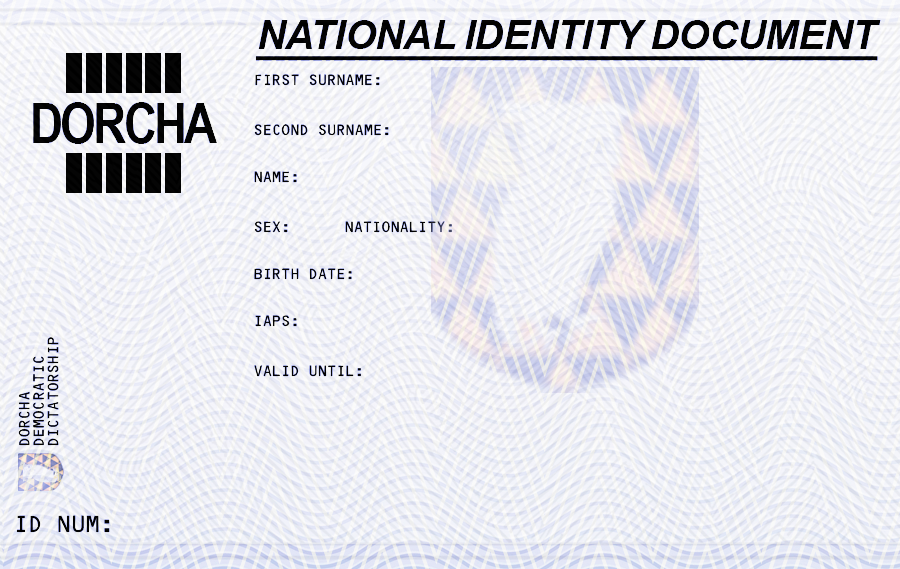 NATIONAL IDENTITY DOCUMENT
DORCHA
FIRST SURNAME:
SECOND SURNAME:
NAME:
SEX: NATIONALITY:
BIRTH DATE:
IAPS:
VALID UNTIL:
DORCHA
DEMOCRATIC
DICTATORSHIP
ID NUM: